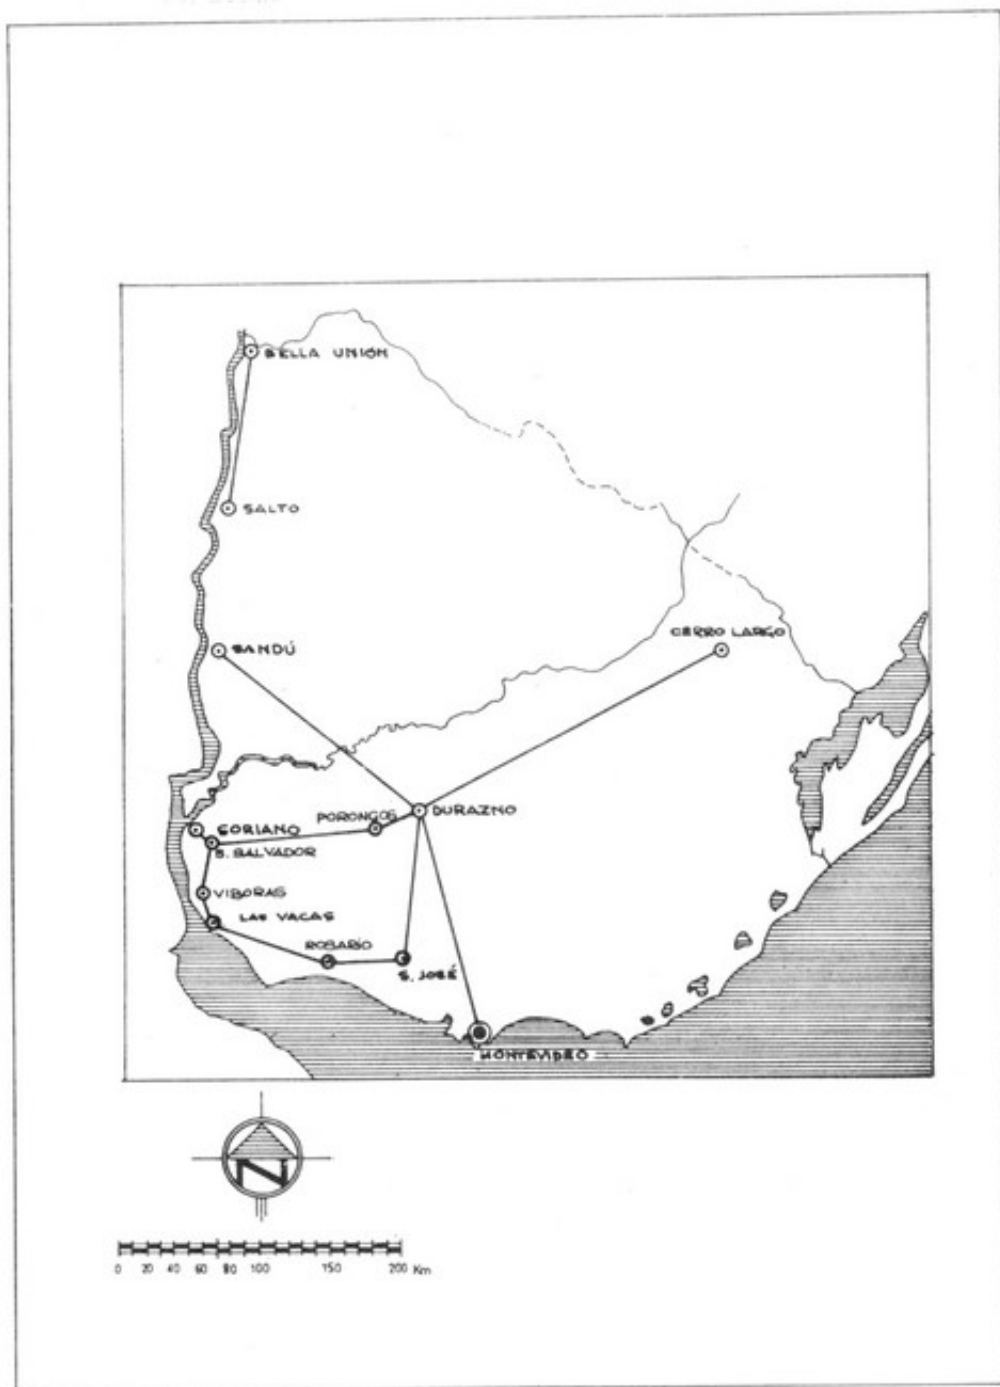 BELLA UNIÓN
SALTO
SANDÚ
CERRO LARGO
PORONGOS
DURAZNO
SORIANO
S. SALVADOR
VIBORAS
LAS VACAS
ROSARIO
S. JOSÉ
MONTEVIDEO
N
0 20 40 60 80 100 150 200 Km